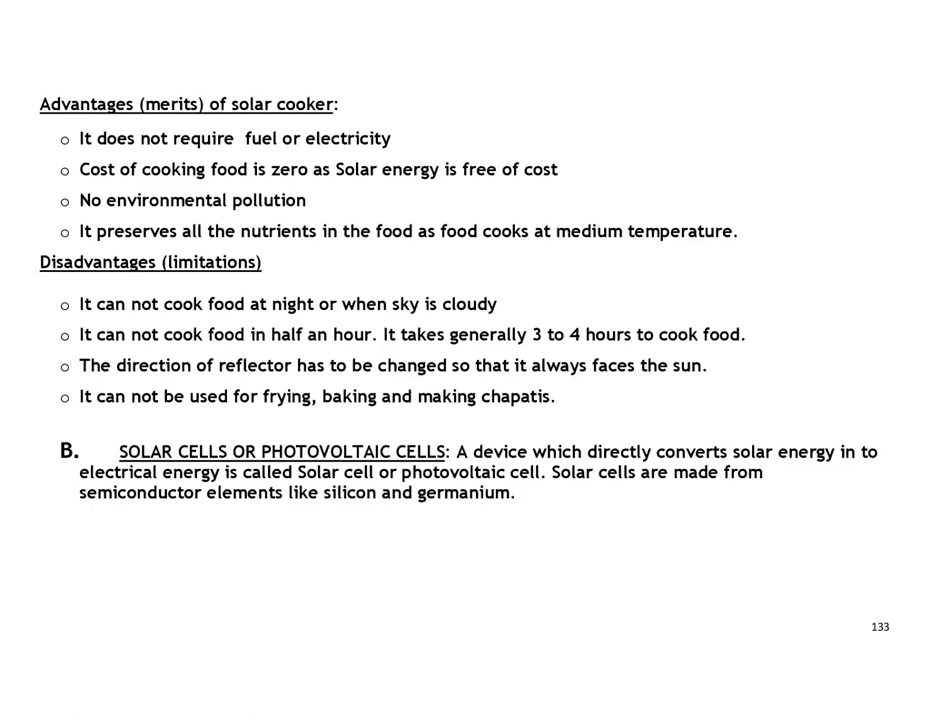 Advantages (merits) of solar cooker:
o It does not require  fuel or electricity
o Cost of cooking food is zero as Solar energy is free of cost
o No environmental pollution
o It preserves all the nutrients in the food as food cooks at medium temperature.
Disadvantages (limitations)
o It can not cook food at night or when sky is cloudy
o It can not cook food in half an hour. It takes generally 3 to 4 hours to cook food.
o The direction of reflector has to be changed so that it always faces the sun.
o It can not be used for frying, baking and making chapatis.
B. SOLAR CELLS OR PHOTOVOLTAIC CELLS: A device which directly converts solar energy in to
electrical energy is called Solar cell or photovoltaic cell. Solar cells are made from
semiconductor elements like silicon and germanium.
133